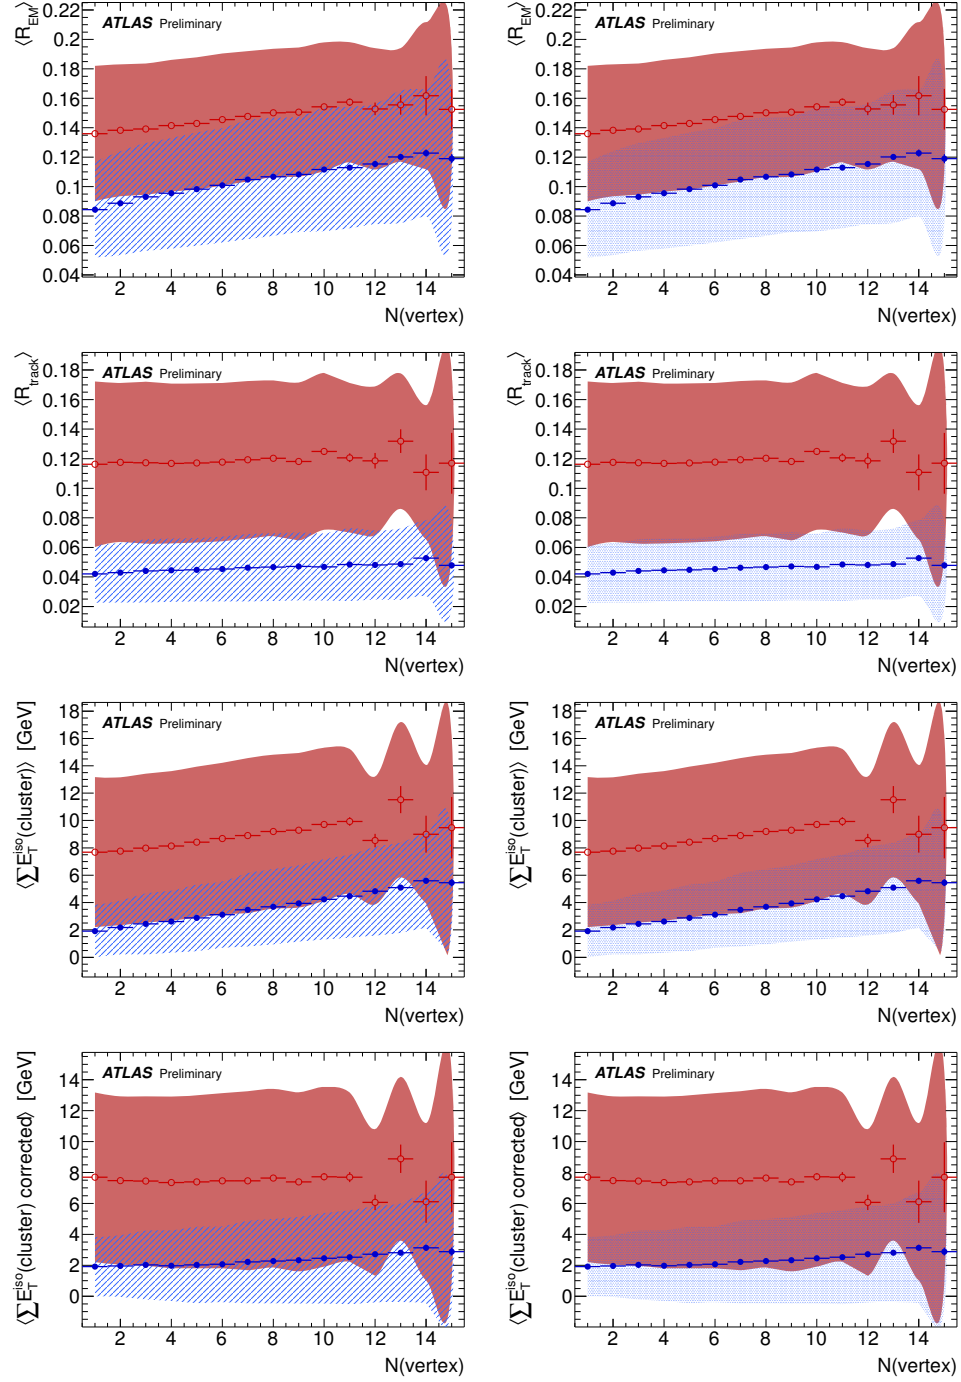 ⟨R_EM⟩
ATLAS Preliminary
0.22
0.2
0.18
0.16
0.14
0.12
0.1
0.08
0.06
0.04
2 4 6 8 10 12 14
N(vertex)
⟨R_EM⟩
ATLAS Preliminary
0.22
0.2
0.18
0.16
0.14
0.12
0.1
0.08
0.06
0.04
2 4 6 8 10 12 14
N(vertex)
⟨R_track⟩
ATLAS Preliminary
0.18
0.16
0.14
0.12
0.1
0.08
0.06
0.04
0.02
2 4 6 8 10 12 14
N(vertex)
⟨R_track⟩
ATLAS Preliminary
0.18
0.16
0.14
0.12
0.1
0.08
0.06
0.04
0.02
2 4 6 8 10 12 14
N(vertex)
⟨∑E_T^iso(cluster)⟩ [GeV]
ATLAS Preliminary
18
16
14
12
10
8
6
4
2
0
2 4 6 8 10 12 14
N(vertex)
⟨∑E_T^iso(cluster)⟩ [GeV]
ATLAS Preliminary
18
16
14
12
10
8
6
4
2
0
2 4 6 8 10 12 14
N(vertex)
⟨∑E_T^iso(cluster) corrected⟩ [GeV]
ATLAS Preliminary
14
12
10
8
6
4
2
0
2 4 6 8 10 12 14
N(vertex)
⟨∑E_T^iso(cluster) corrected⟩ [GeV]
ATLAS Preliminary
14
12
10
8
6
4
2
0
2 4 6 8 10 12 14
N(vertex)